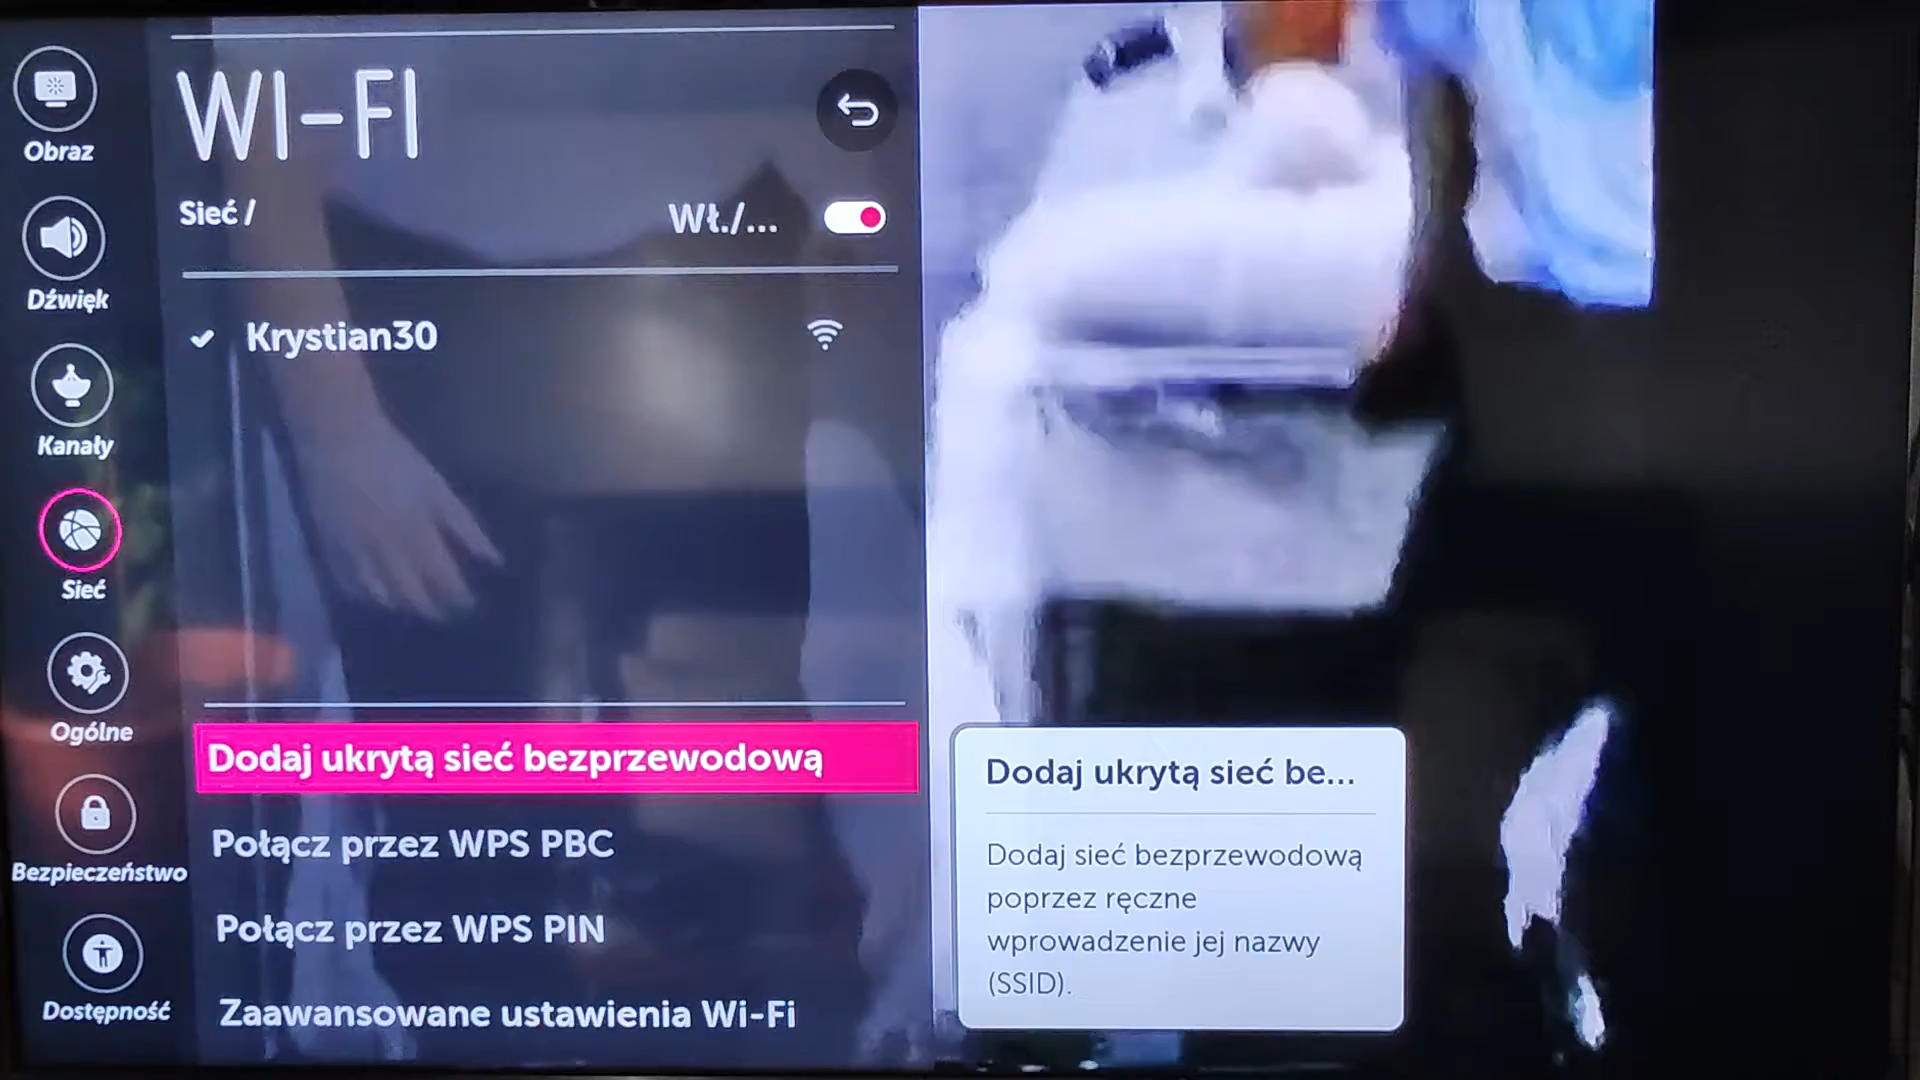 WI-FI
Sieć /
Wł./...
Krystian30
Dodaj ukrytą sieć bezprzewodową
Połącz przez WPS PBC
Połącz przez WPS PIN
Zaawansowane ustawienia Wi-Fi
Obraz
Dźwięk
Kanały
Sieć
Ogólne
Bezpieczeństwo
Dostępność
Dodaj ukrytą sieć be...
Dodaj sieć bezprzewodową
poprzez ręczne
wprowadzenie jej nazwy
(SSID).